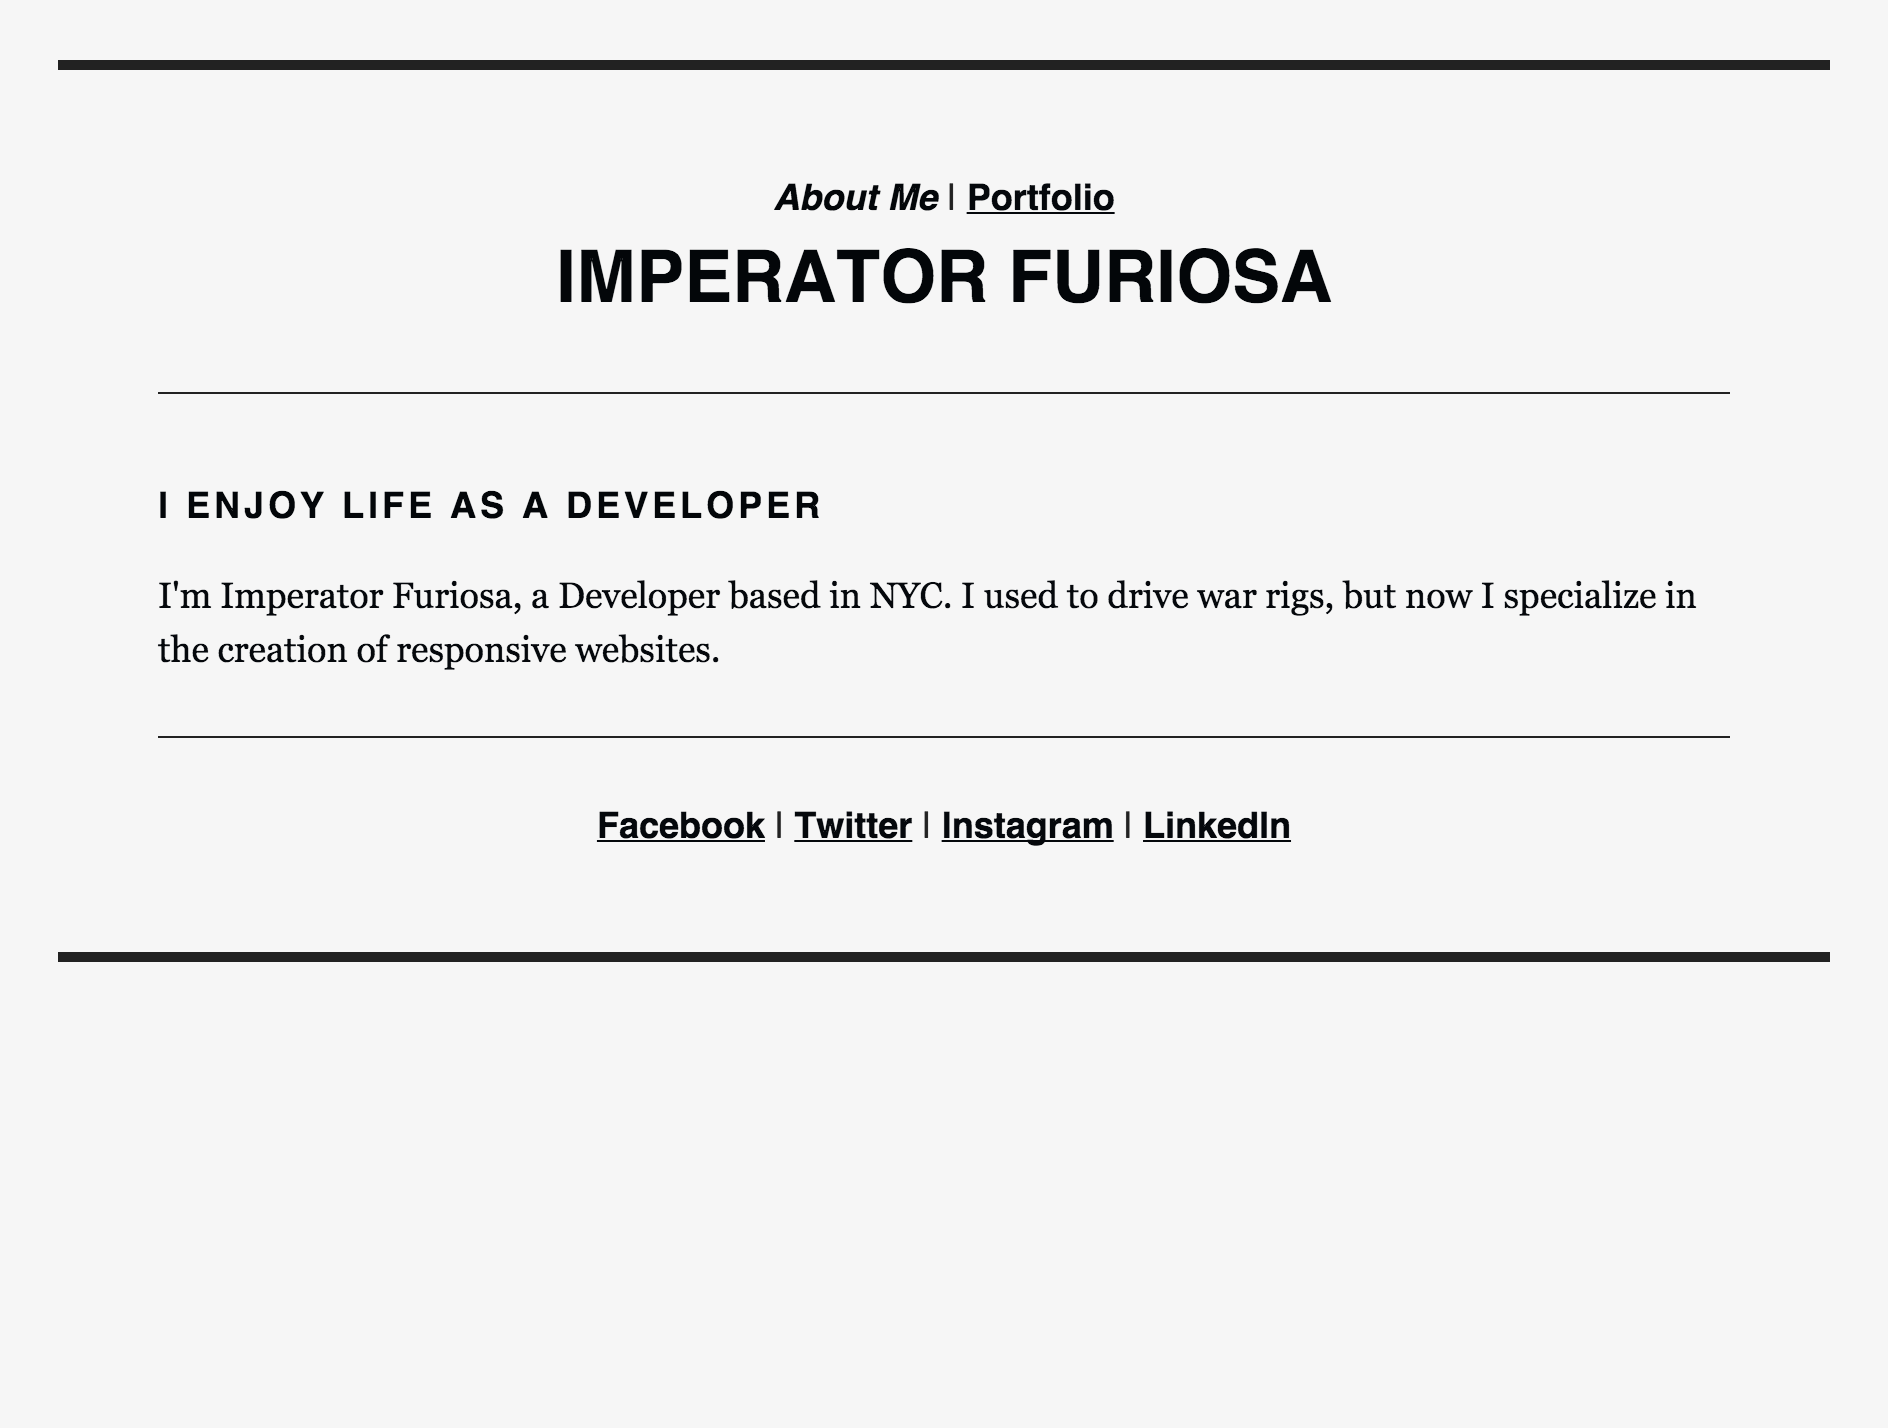 About Me | Portfolio
IMPERATOR FURIOSA
I ENJOY LIFE AS A DEVELOPER
I'm Imperator Furiosa, a Developer based in NYC. I used to drive war rigs, but now I specialize in
the creation of responsive websites.
Facebook | Twitter | Instagram | LinkedIn